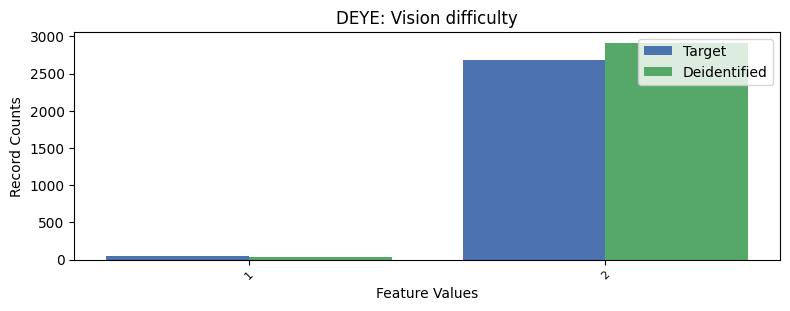 DEYE: Vision difficulty
Target
Deidentified
3000
2500
2000
1500
1000
500
0
Record Counts
1
2
Feature Values